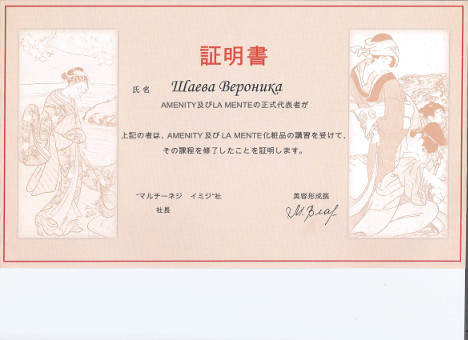 証明書
氏名 Шаева Вероника
AMENITY及びLA MENTEの正式代表者が
上記の者は、AMENITY及びLA MENTE化粧品の講習を受けて、
その課程を修了したことを証明します。
"マルチーネジ イミジ"社
美容形成医
社長